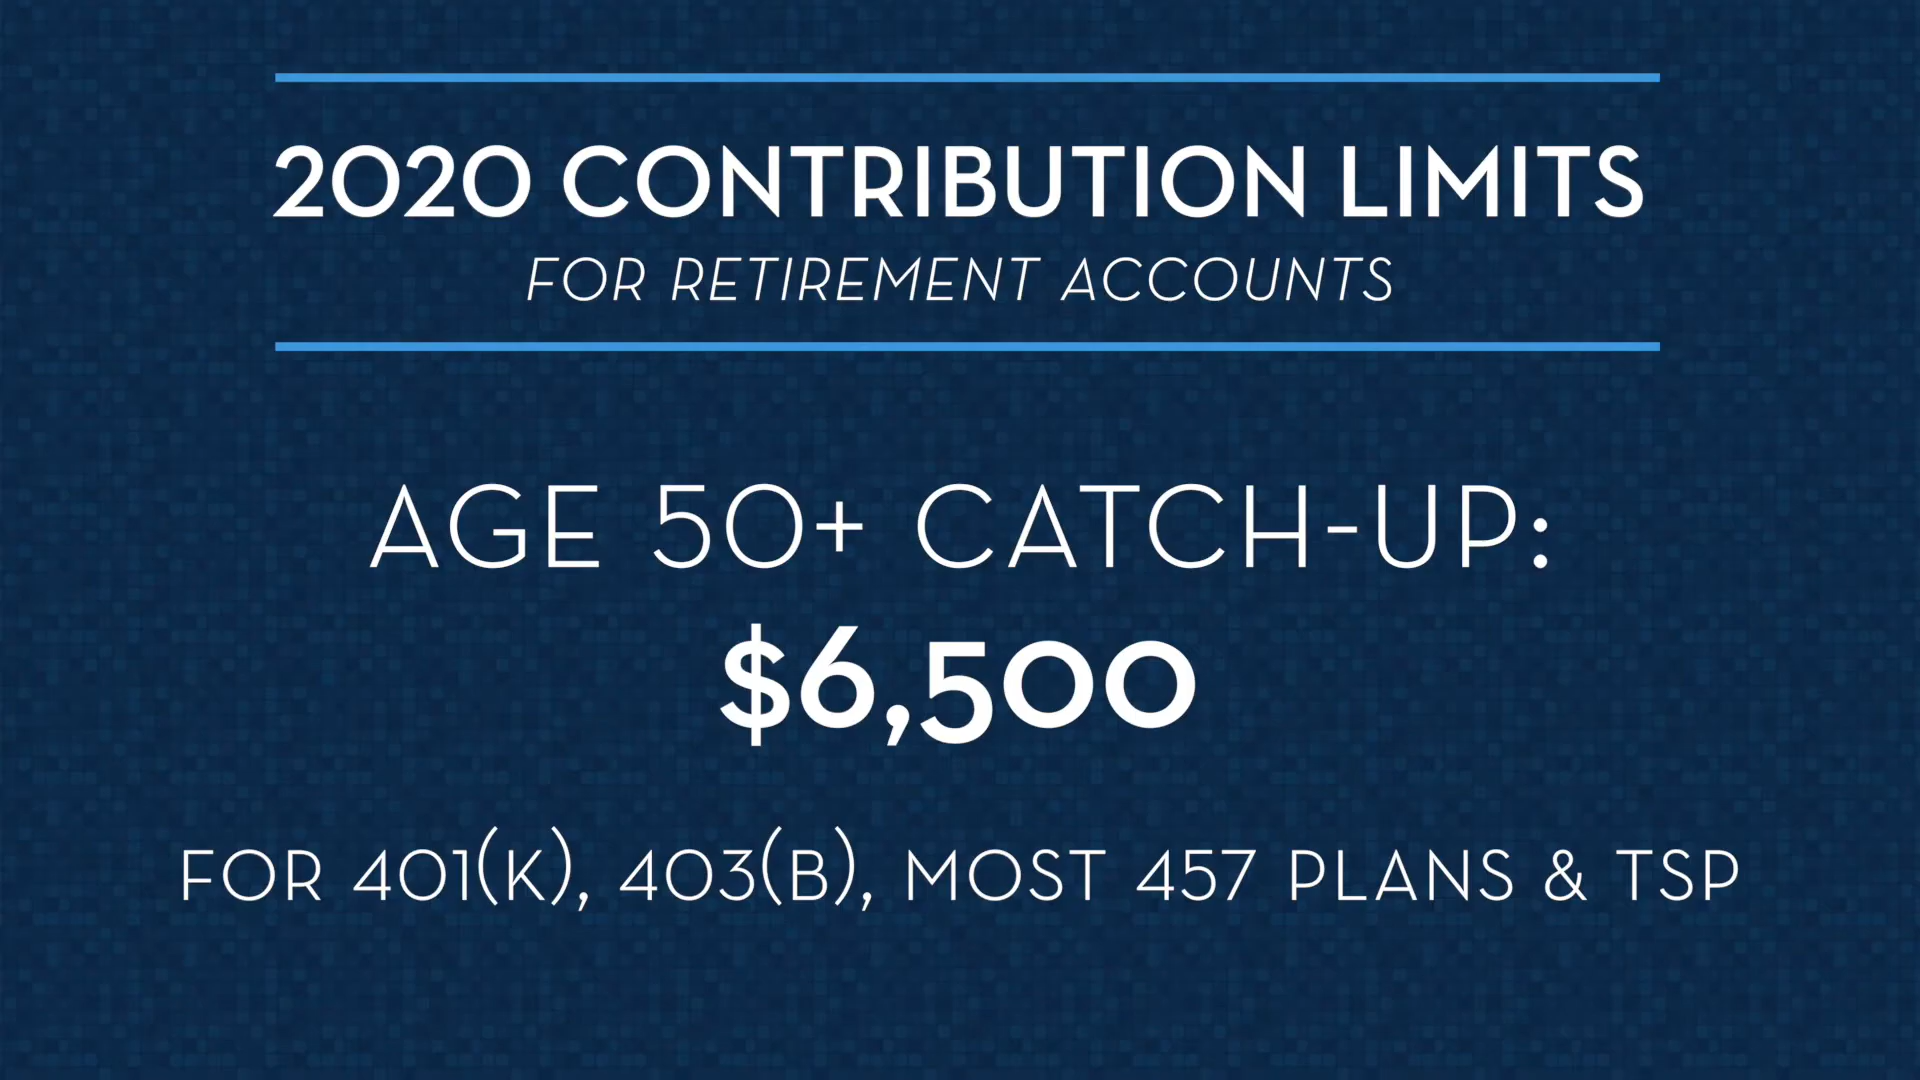 2020 CONTRIBUTION LIMITS
FOR RETIREMENT ACCOUNTS
AGE 50+ CATCH-UP:
$6,500
FOR 401(K), 403(B), MOST 457 PLANS & TSP